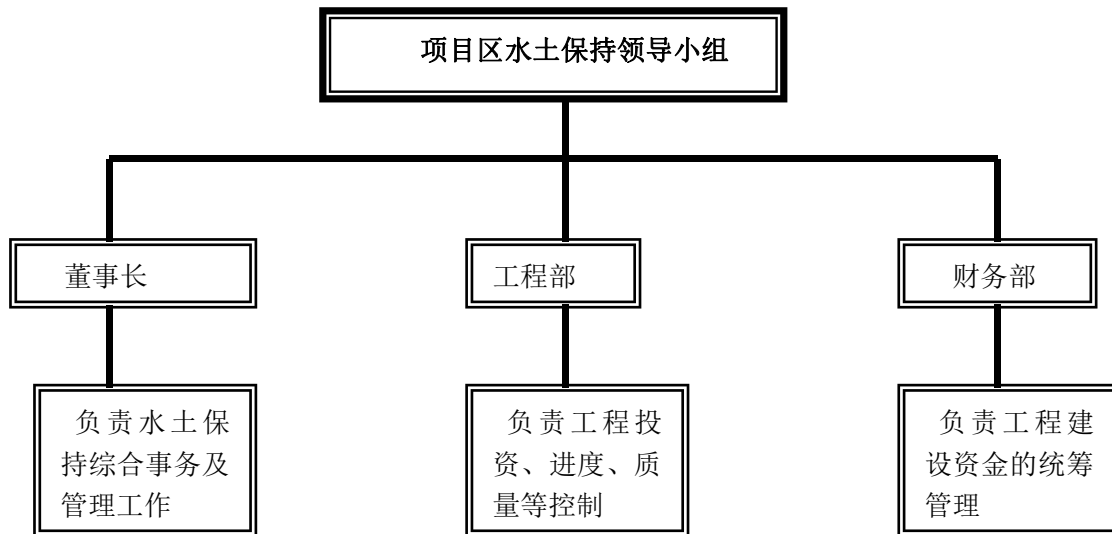 项目区水土保持领导小组
董事长
工程部
财务部
负责水土保
持综合事务及
管理工作
负责工程投
资、进度、质
量等控制
负责工程建
设资金的统筹
管理